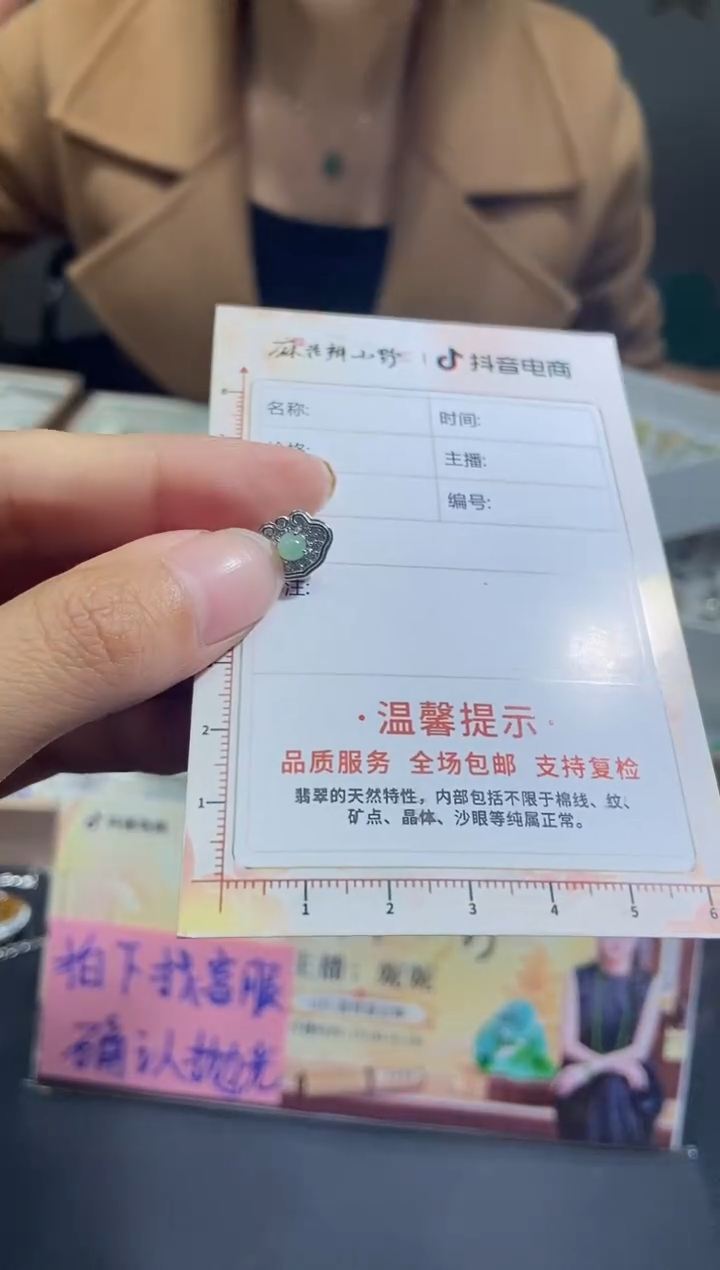 麻花辫小野 | 抖音电商
名称:
时间:
主播:
编号:
注:
·温馨提示·
品质服务 全场包邮 支持复检
翡翠的天然特性，内部包括不限于棉线、纹、
矿点、晶体、沙眼等纯属正常。
2
1
1 2 3 4 5 6
拍下找客服
确认抛光
主播：